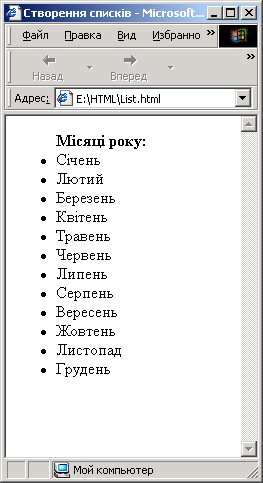 Створення списків - Microsoft...
Файл Правка Вид Избранно »
Назад Вперед »
Адрес: E:\HTML\List.html
Місяці року:
Січень
Лютий
Березень
Квітень
Травень
Червень
Липень
Серпень
Вересень
Жовтень
Листопад
Грудень
Мой компьютер